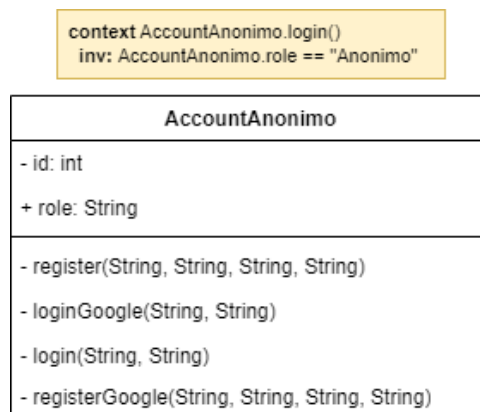 context AccountAnonimo.login()
inv: AccountAnonimo.role == "Anonimo"
AccountAnonimo
- id: int
+ role: String
- register(String, String, String, String)
- loginGoogle(String, String)
- login(String, String)
- registerGoogle(String, String, String, String)